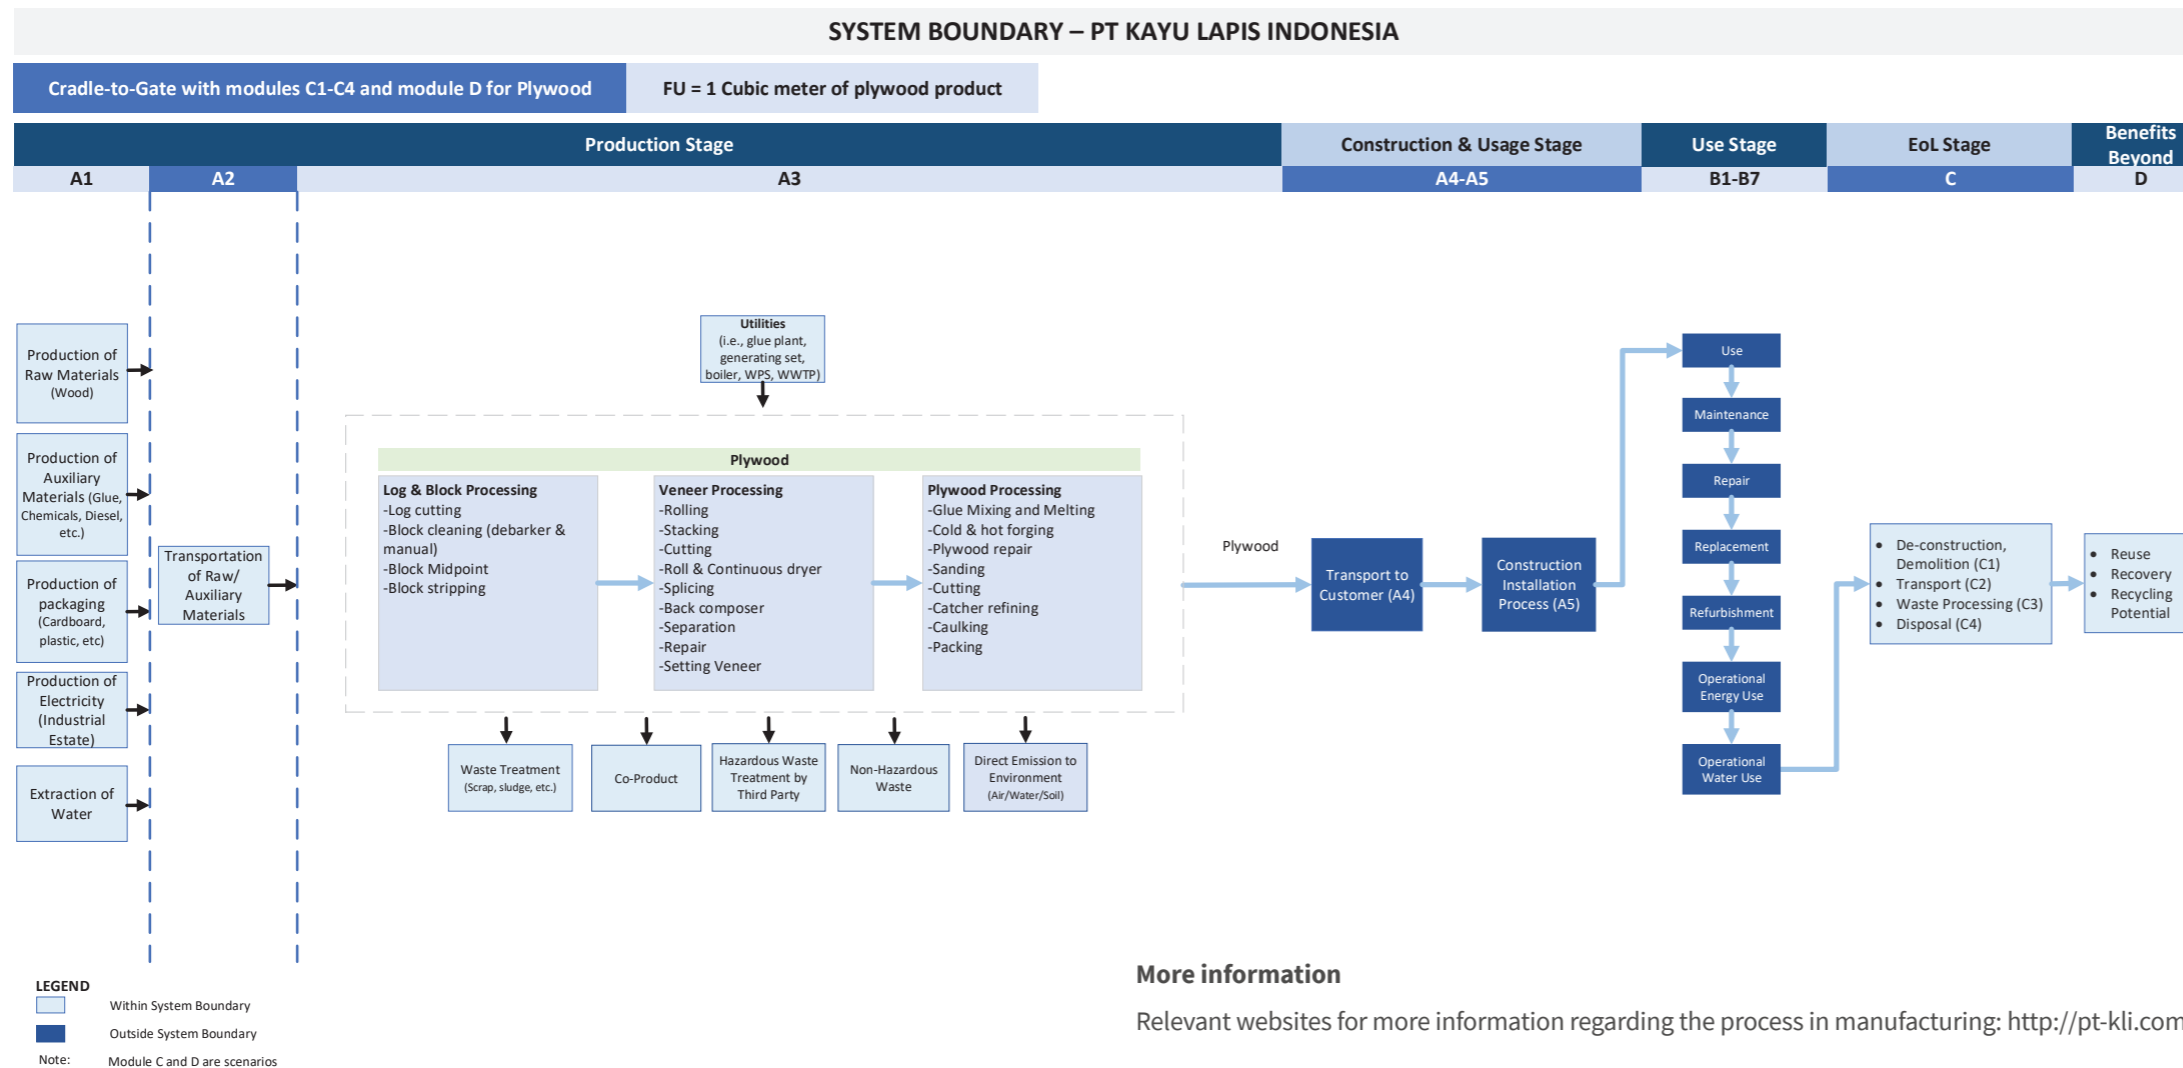 SYSTEM BOUNDARY – PT KAYU LAPIS INDONESIA
Cradle-to-Gate with modules C1-C4 and module D for Plywood
FU = 1 Cubic meter of plywood product
Production Stage
Construction & Usage Stage
Use Stage
EoL Stage
Benefits
Beyond
A1
A2
A3
A4-A5
B1-B7
C
D
Production of
Raw Materials
(Wood)
Production of
Auxiliary
Materials (Glue,
Chemicals, Diesel,
etc.)
Production of
packaging
(Cardboard,
plastic, etc)
Production of
Electricity
(Industrial
Estate)
Extraction of
Water
Transportation
of Raw/
Auxiliary
Materials
Utilities
(i.e., glue plant,
generating set,
boiler, WPS, WWTP)
Plywood
Log & Block Processing
-Log cutting
-Block cleaning (debarker &
manual)
-Block Midpoint
-Block stripping
Veneer Processing
-Rolling
-Stacking
-Cutting
-Roll & Continuous dryer
-Splicing
-Back composer
-Separation
-Repair
-Setting Veneer
Plywood Processing
-Glue Mixing and Melting
-Cold & hot forging
-Plywood repair
-Sanding
-Cutting
-Catcher refining
-Caulking
-Packing
Waste Treatment
(Scrap, sludge, etc.)
Co-Product
Hazardous Waste
Treatment by
Third Party
Non-Hazardous
Waste
Direct Emission to
Environment
(Air/Water/Soil)
Plywood
Transport to
Customer (A4)
Construction
Installation
Process (A5)
Use
Maintenance
Repair
Replacement
Refurbishment
Operational
Energy Use
Operational
Water Use
• De-construction,
Demolition (C1)
• Transport (C2)
• Waste Processing (C3)
• Disposal (C4)
• Reuse
• Recovery
• Recycling
Potential
LEGEND
Within System Boundary
Outside System Boundary
Note: Module C and D are scenarios
More information
Relevant websites for more information regarding the process in manufacturing: http://pt-kli.com